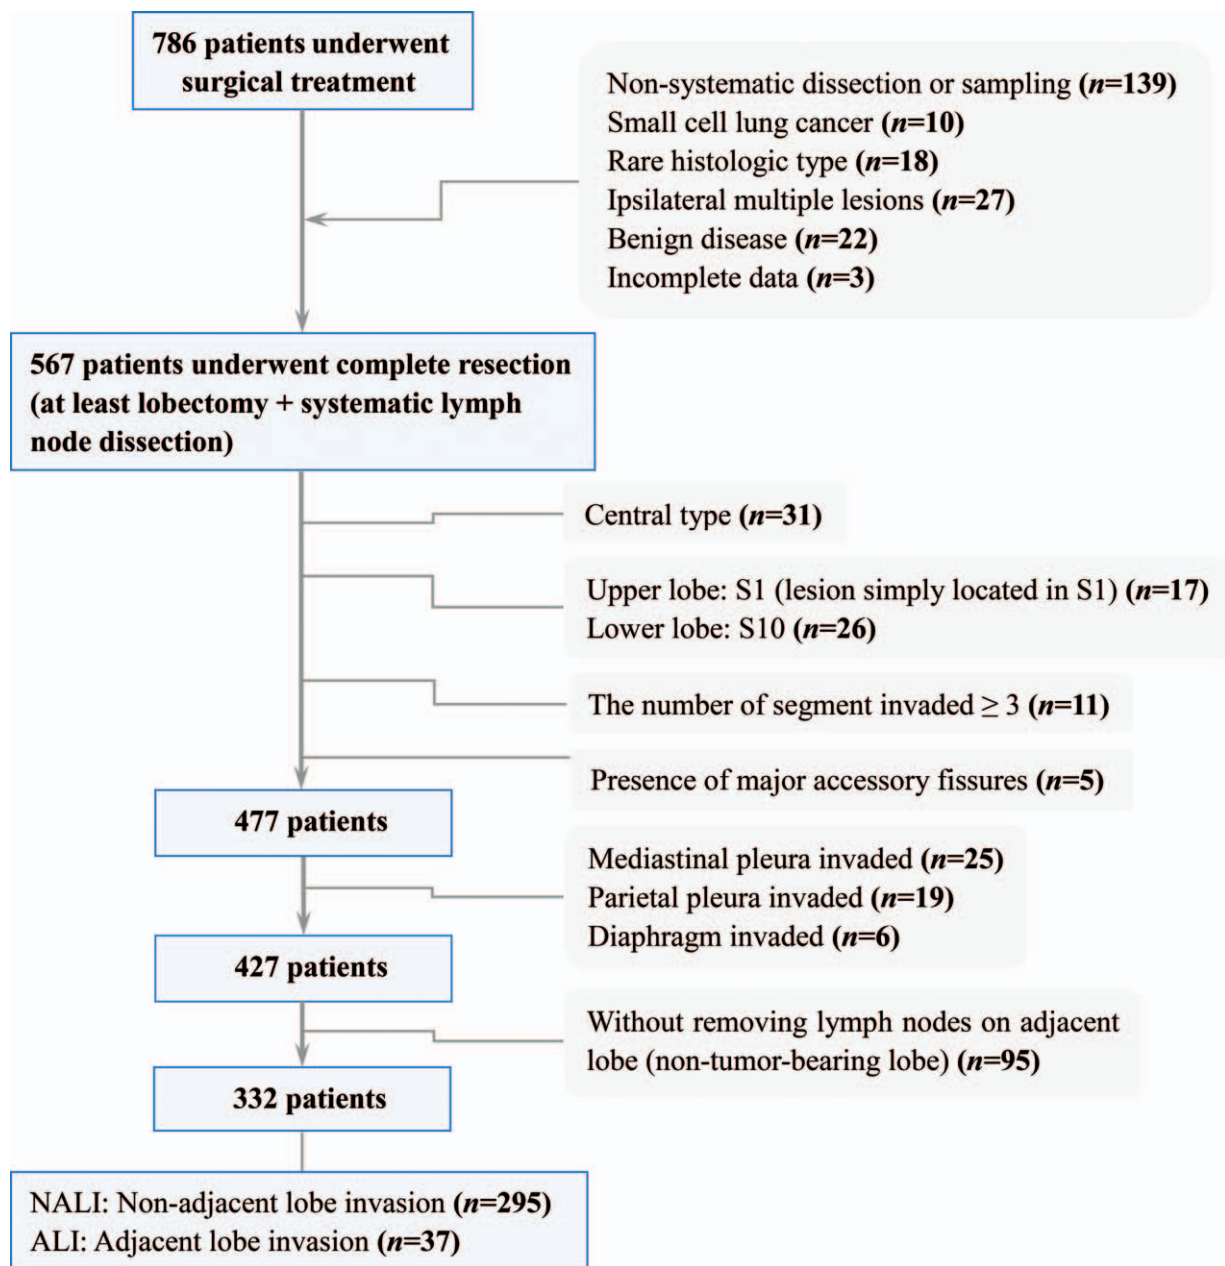 786 patients underwent
surgical treatment
Non-systematic dissection or sampling (n=139)
Small cell lung cancer (n=10)
Rare histologic type (n=18)
Ipsilateral multiple lesions (n=27)
Benign disease (n=22)
Incomplete data (n=3)
567 patients underwent complete resection
(at least lobectomy + systematic lymph
node dissection)
Central type (n=31)
Upper lobe: S1 (lesion simply located in S1) (n=17)
Lower lobe: S10 (n=26)
The number of segment invaded ≥ 3 (n=11)
Presence of major accessory fissures (n=5)
477 patients
Mediastinal pleura invaded (n=25)
Parietal pleura invaded (n=19)
Diaphragm invaded (n=6)
427 patients
Without removing lymph nodes on adjacent
lobe (non-tumor-bearing lobe) (n=95)
332 patients
NALI: Non-adjacent lobe invasion (n=295)
ALI: Adjacent lobe invasion (n=37)